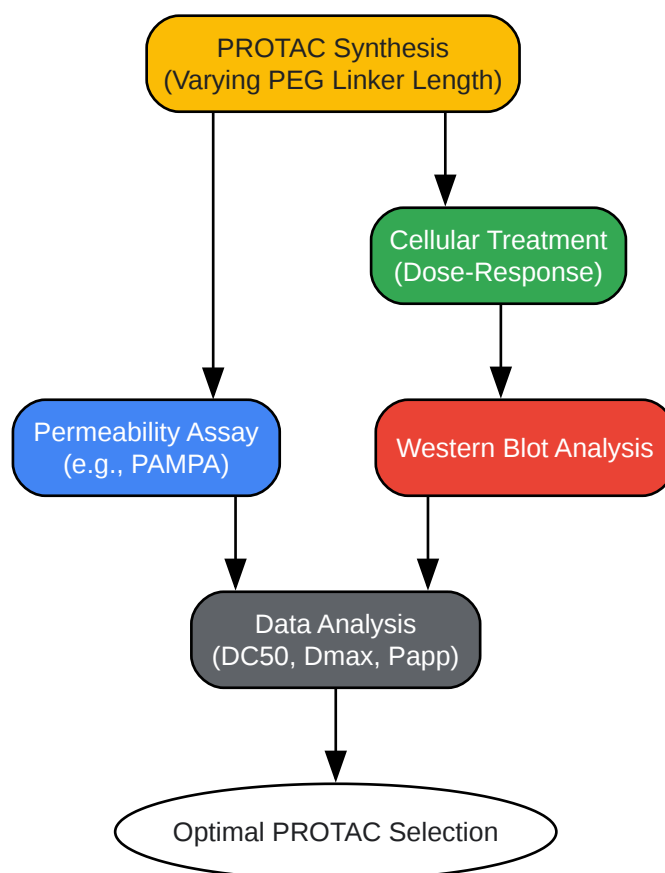 PROTAC Synthesis
(Varying PEG Linker Length)
Cellular Treatment
(Dose-Response)
Permeability Assay
(e.g., PAMPA)
Western Blot Analysis
Data Analysis
(DC50, Dmax, Papp)
Optimal PROTAC Selection